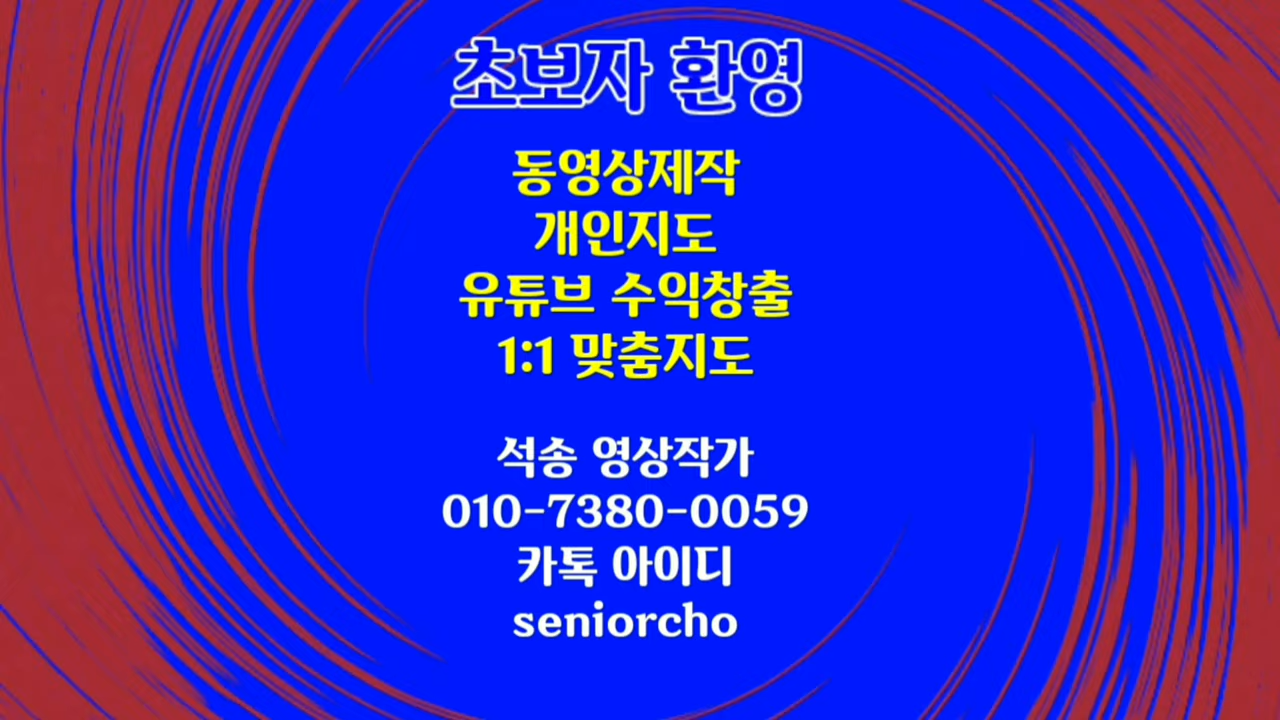 초보자 환영
동영상제작
개인지도
유튜브 수익창출
1:1 맞춤지도
석송 영상작가
010-7380-0059
카톡 아이디
seniorcho